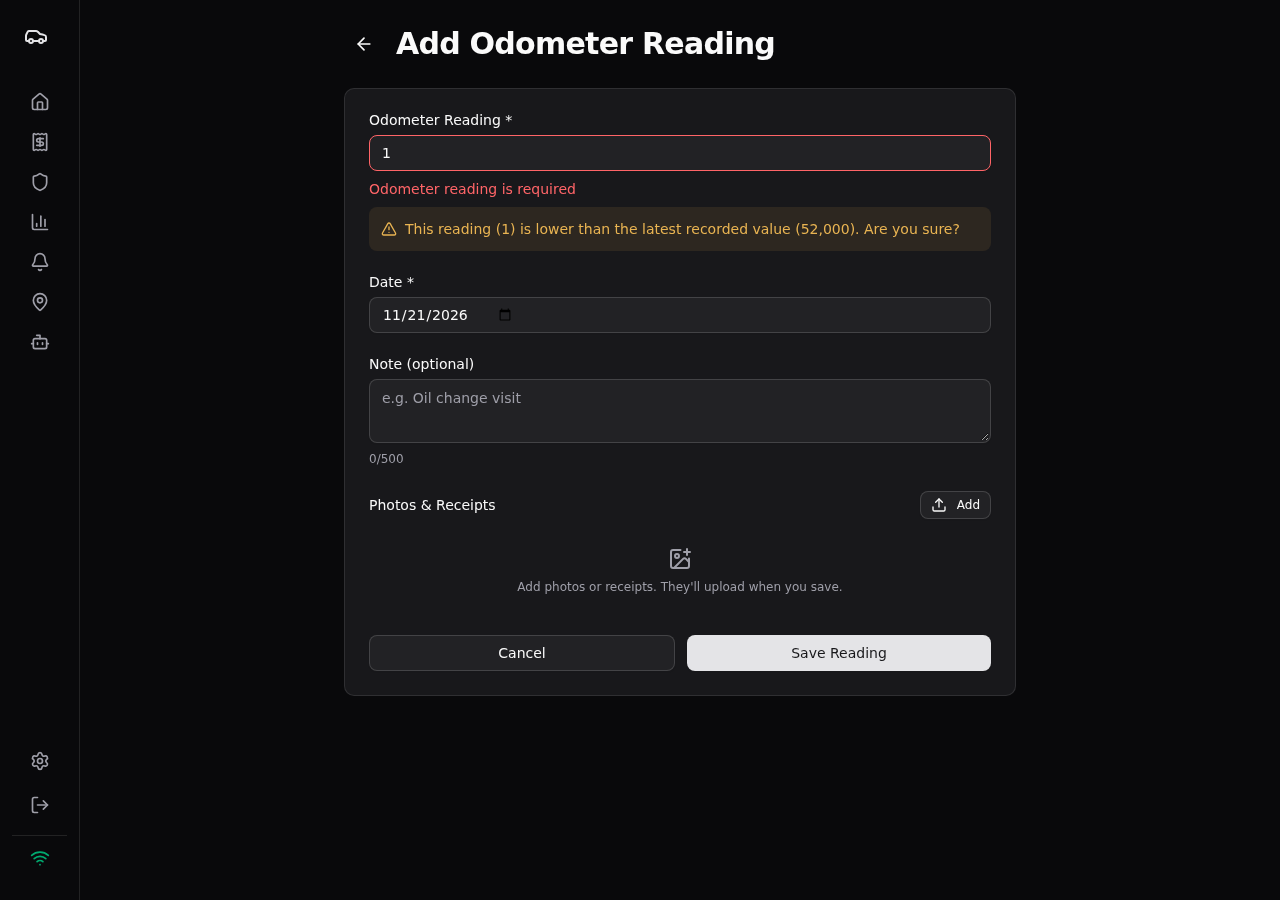 Add Odometer Reading
Odometer Reading *
1
Odometer reading is required
This reading (1) is lower than the latest recorded value (52,000). Are you sure?
Date *
11/21/2026
Note (optional)
e.g. Oil change visit
0/500
Photos & Receipts
Add
Add photos or receipts. They'll upload when you save.
Cancel
Save Reading